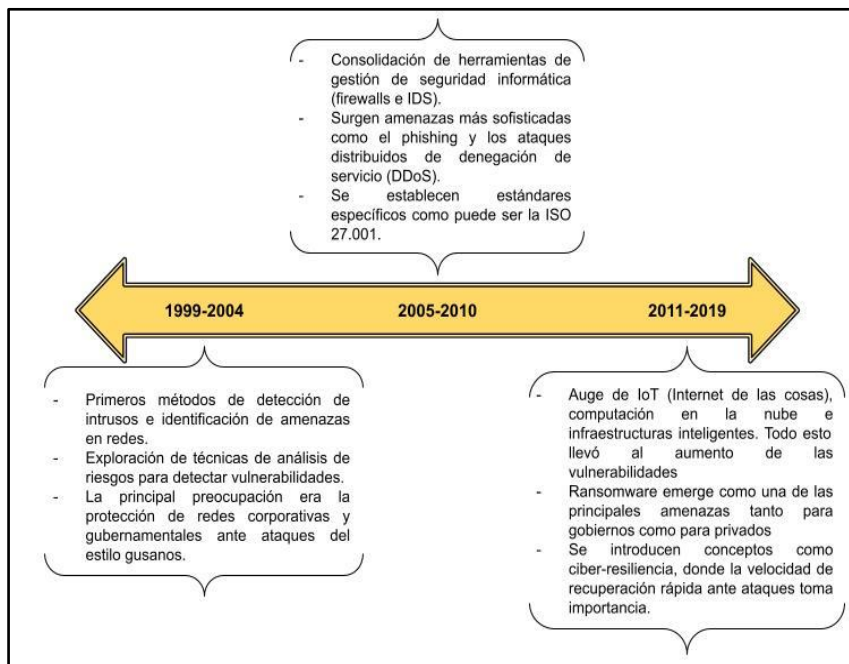 - Consolidación de herramientas de
gestión de seguridad informática
(firewalls e IDS).
- Surgen amenazas más sofisticadas
como el phishing y los ataques
distribuidos de denegación de
servicio (DDoS).
- Se establecen estándares
específicos como puede ser la ISO
27.001.
1999-2004 2005-2010 2011-2019
- Primeros métodos de detección de
intrusos e identificación de amenazas
en redes.
- Exploración de técnicas de análisis de
riesgos para detectar vulnerabilidades.
- La principal preocupación era la
protección de redes corporativas y
gubernamentales ante ataques del
estilo gusanos.
- Auge de IoT (Internet de las cosas),
computación en la nube e
infraestructuras inteligentes. Todo esto
llevó al aumento de las
vulnerabilidades
- Ransomware emerge como una de las
principales amenazas tanto para
gobiernos como para privados
- Se introducen conceptos como
ciber-resiliencia, donde la velocidad de
recuperación rápida ante ataques toma
importancia.